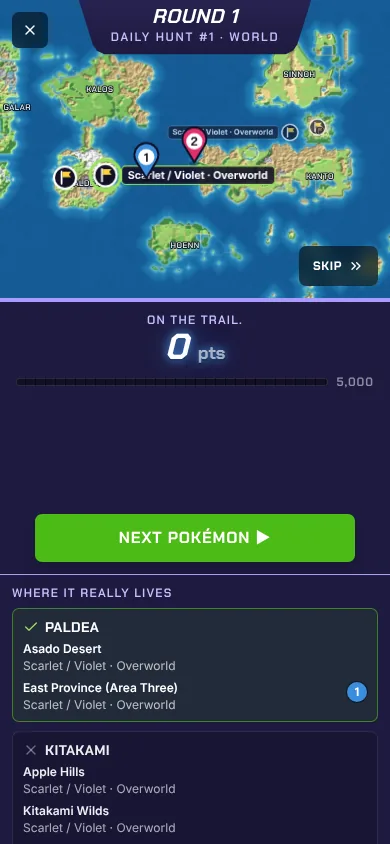 ROUND 1
DAILY HUNT #1 · WORLD
SINNOH
KALOS
GALAR
Scarlet / Violet · Overworld
2
1
Scarlet / Violet · Overworld
KANTO
HOENN
SKIP
ON THE TRAIL.
0 pts
5,000
NEXT POKÉMON
WHERE IT REALLY LIVES
PALDEA
Asado Desert
Scarlet / Violet · Overworld
East Province (Area Three)
1
Scarlet / Violet · Overworld
KITAKAMI
Apple Hills
Scarlet / Violet · Overworld
Kitakami Wilds
Scarlet / Violet · Overworld